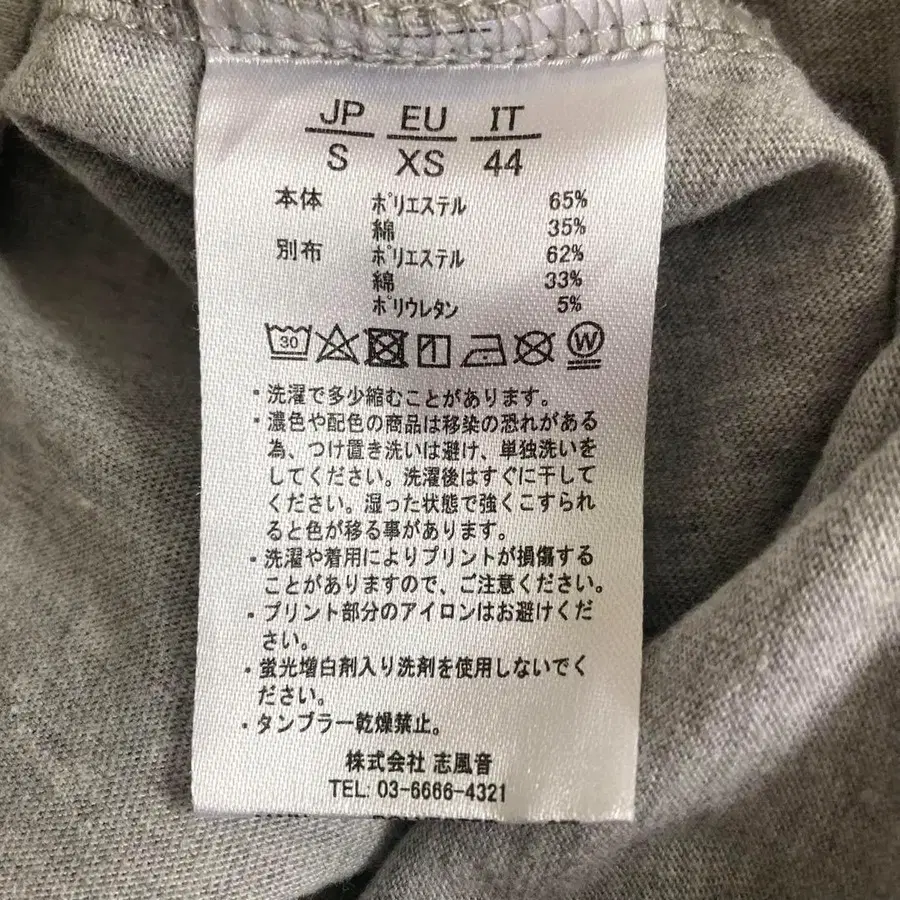 JP EU IT
S XS 44
本体 ポリエステル 65%
綿 35%
別布 ポリエステル 62%
綿 33%
ポリウレタン 5%
30 W
・洗濯で多少縮むことがあります。
・濃色や配色の商品は移染の恐れがある
為、つけ置き洗いは避け、単独洗いを
してください。洗濯後はすぐに干して
ください。湿った状態で強くこすられ
ると色が移る事があります。
・洗濯や着用によりプリントが損傷する
ことがありますので、ご注意ください。
・プリント部分のアイロンはお避けくだ
さい。
・蛍光増白剤入り洗剤を使用しないでく
ださい。
・タンブラー乾燥禁止。
株式会社 志風音
TEL: 03-6666-4321